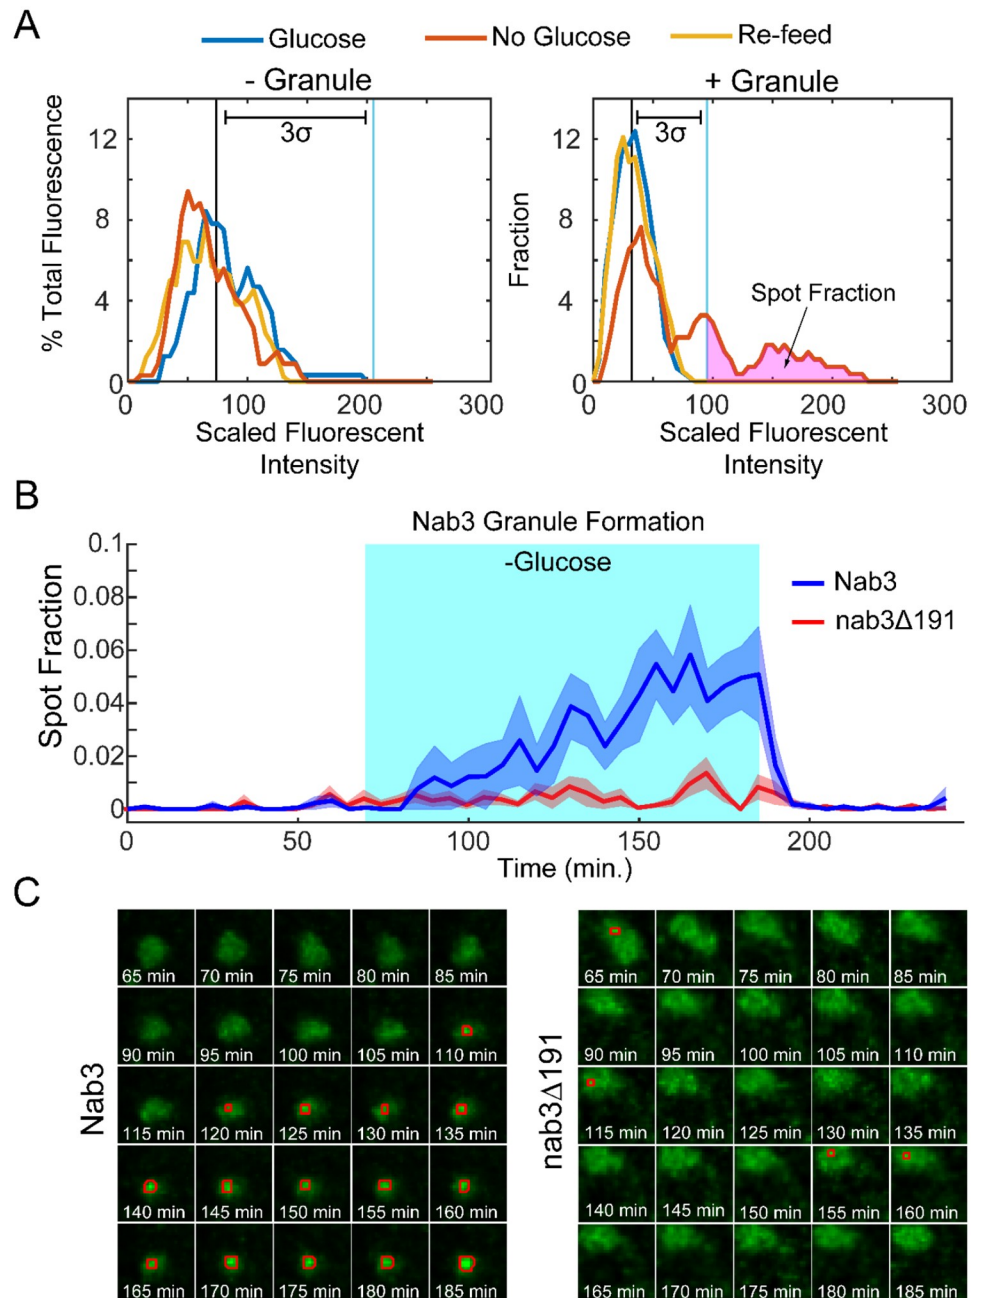 A
Glucose No Glucose Re-feed
- Granule
+ Granule
3σ
3σ
% Total Fluorescence
12
8
4
0
0 100 200 300
Scaled Fluorescent
Intensity
Fraction
12
8
4
0
Spot Fraction
0 100 200 300
Scaled Fluorescent
Intensity
B
Nab3 Granule Formation
-Glucose
Nab3
nab3Δ191
Spot Fraction
0.1
0.08
0.06
0.04
0.02
0
0 50 100 150 200
Time (min.)
C
Nab3
65 min 70 min 75 min 80 min 85 min
90 min 95 min 100 min 105 min 110 min
115 min 120 min 125 min 130 min 135 min
140 min 145 min 150 min 155 min 160 min
165 min 170 min 175 min 180 min 185 min
nab3Δ191
65 min 70 min 75 min 80 min 85 min
90 min 95 min 100 min 105 min 110 min
115 min 120 min 125 min 130 min 135 min
140 min 145 min 150 min 155 min 160 min
165 min 170 min 175 min 180 min 185 min